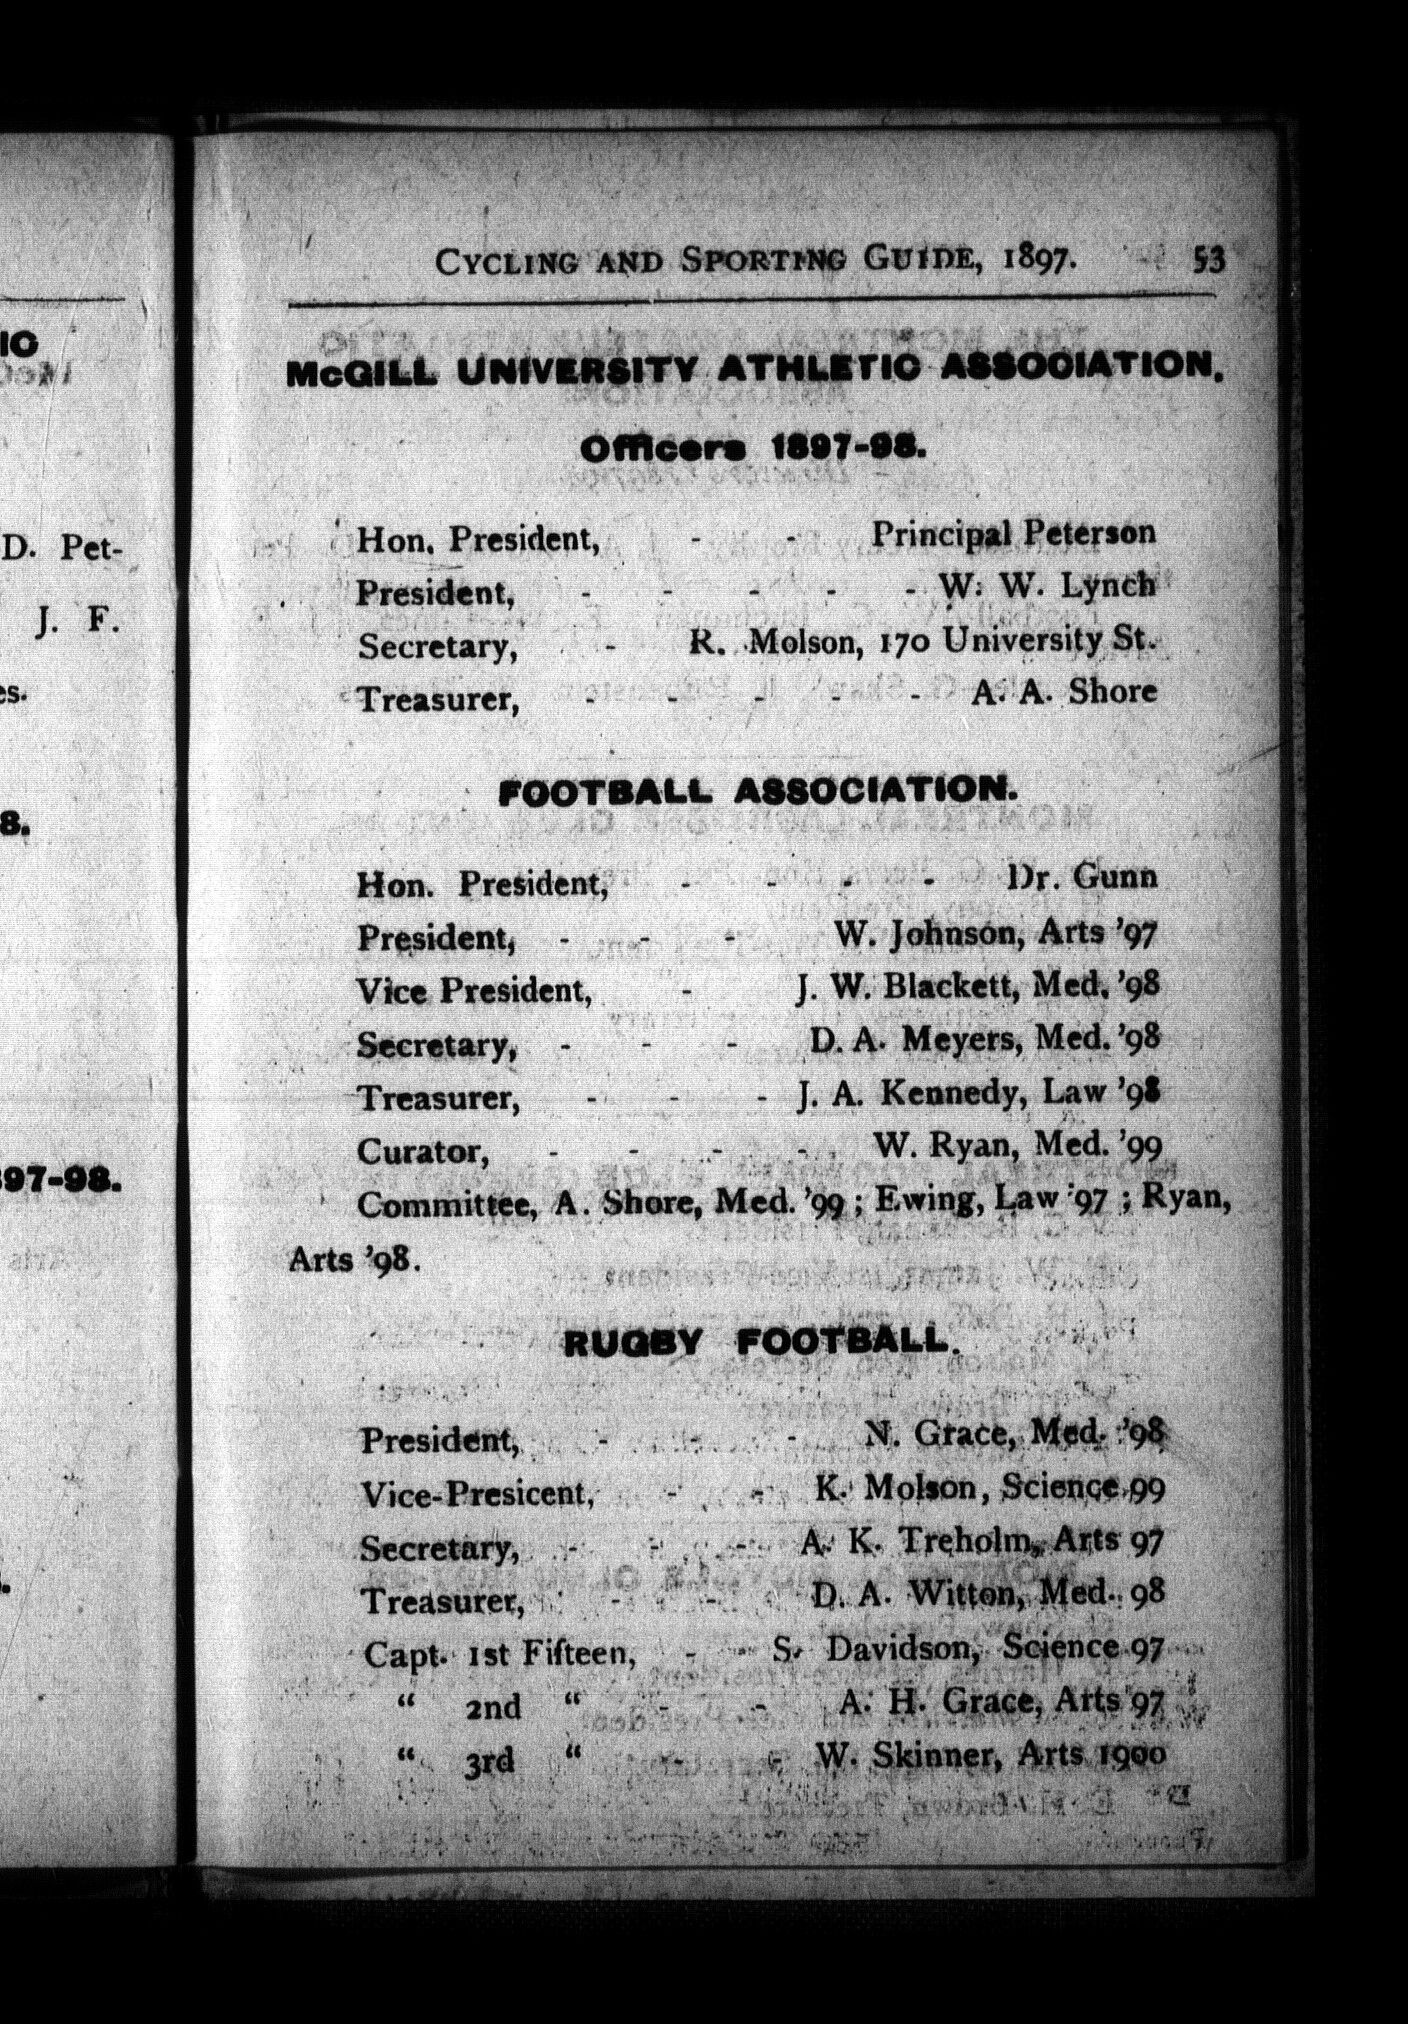 IC
D. Pet-
J. F.
es.
8.
97-98.
CYCLING AND SPORTING GUIDE, 1897. 53
McGILL UNIVERSITY ATHLETIC ASSOCIATION.
Officers 1897-98.
Hon. President, - - Principal Peterson
President, - - - - - W. W. Lynch
Secretary, - R. Molson, 170 University St.
Treasurer, - - - - - A. A. Shore
FOOTBALL ASSOCIATION.
Hon. President, - - - - Dr. Gunn
President, - - - W. Johnson, Arts '97
Vice President, - J. W. Blackett, Med. '98
Secretary, - - - D. A. Meyers, Med. '98
Treasurer, - - - J. A. Kennedy, Law '98
Curator, - - - - W. Ryan, Med. '99
Committee, A. Shore, Med. '99 ; Ewing, Law '97 ; Ryan,
Arts '98.
RUGBY FOOTBALL.
President, - - - N. Grace, Med. '98
Vice-Presicent, - - K. Molson, Science 99
Secretary, - - - A. K. Treholm, Arts 97
Treasurer, - - D. A. Witton, Med. 98
Capt. 1st Fifteen, - - S. Davidson, Science 97
“ 2nd “ - - A. H. Grace, Arts '97
“ 3rd “ - - W. Skinner, Arts 1900